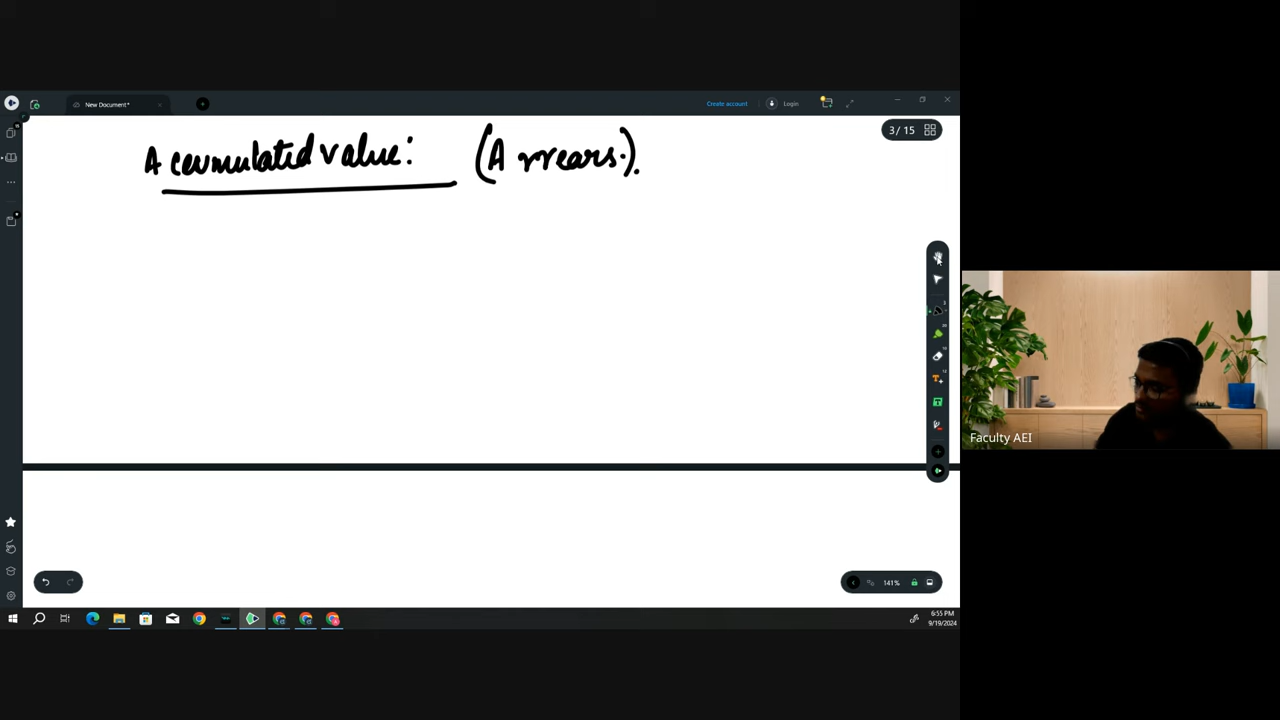 New Document*
Create account
Login
3 / 15
Accumulated value: (Arrears.).
Faculty AEI
141%
6:55 PM
9/19/2024